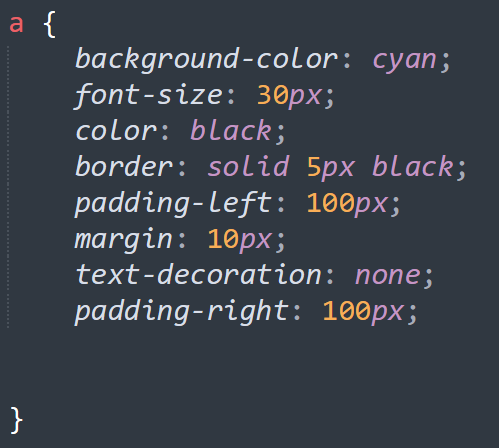 a {
background-color: cyan;
font-size: 30px;
color: black;
border: solid 5px black;
padding-left: 100px;
margin: 10px;
text-decoration: none;
padding-right: 100px;
}